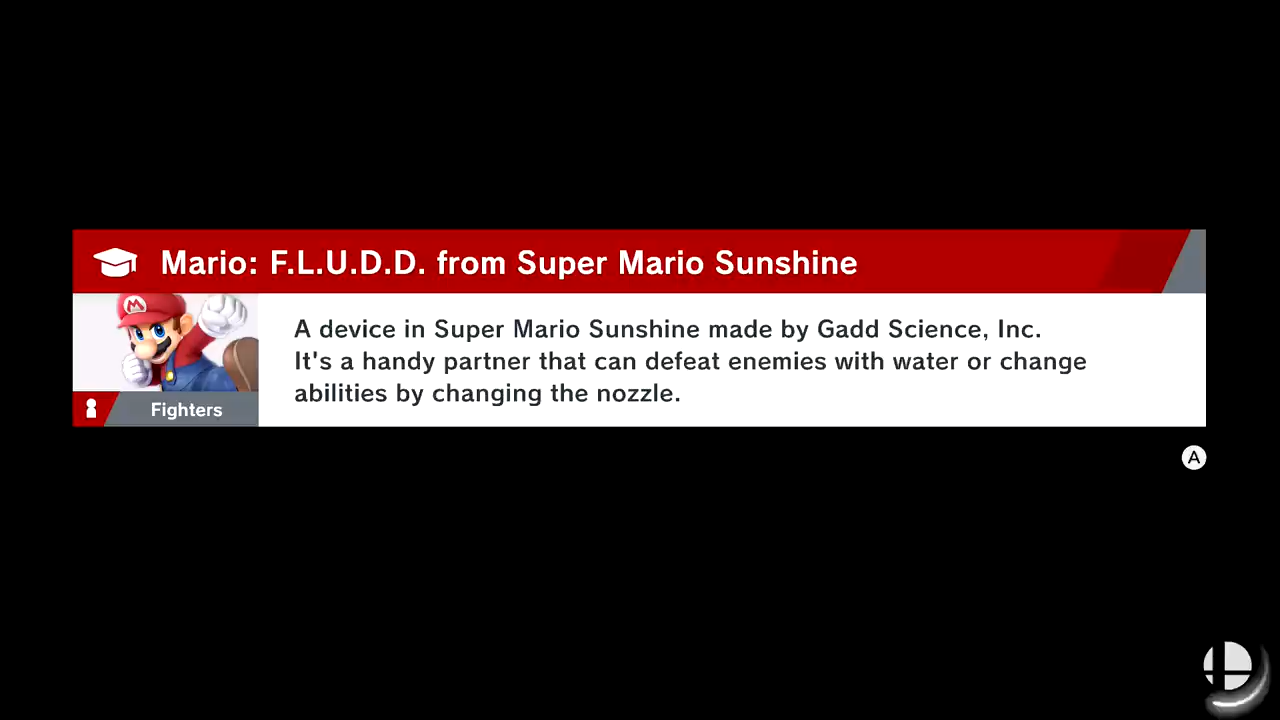 Mario: F.L.U.D.D. from Super Mario Sunshine
A device in Super Mario Sunshine made by Gadd Science, Inc.
It's a handy partner that can defeat enemies with water or change
abilities by changing the nozzle.
M
Fighters
A